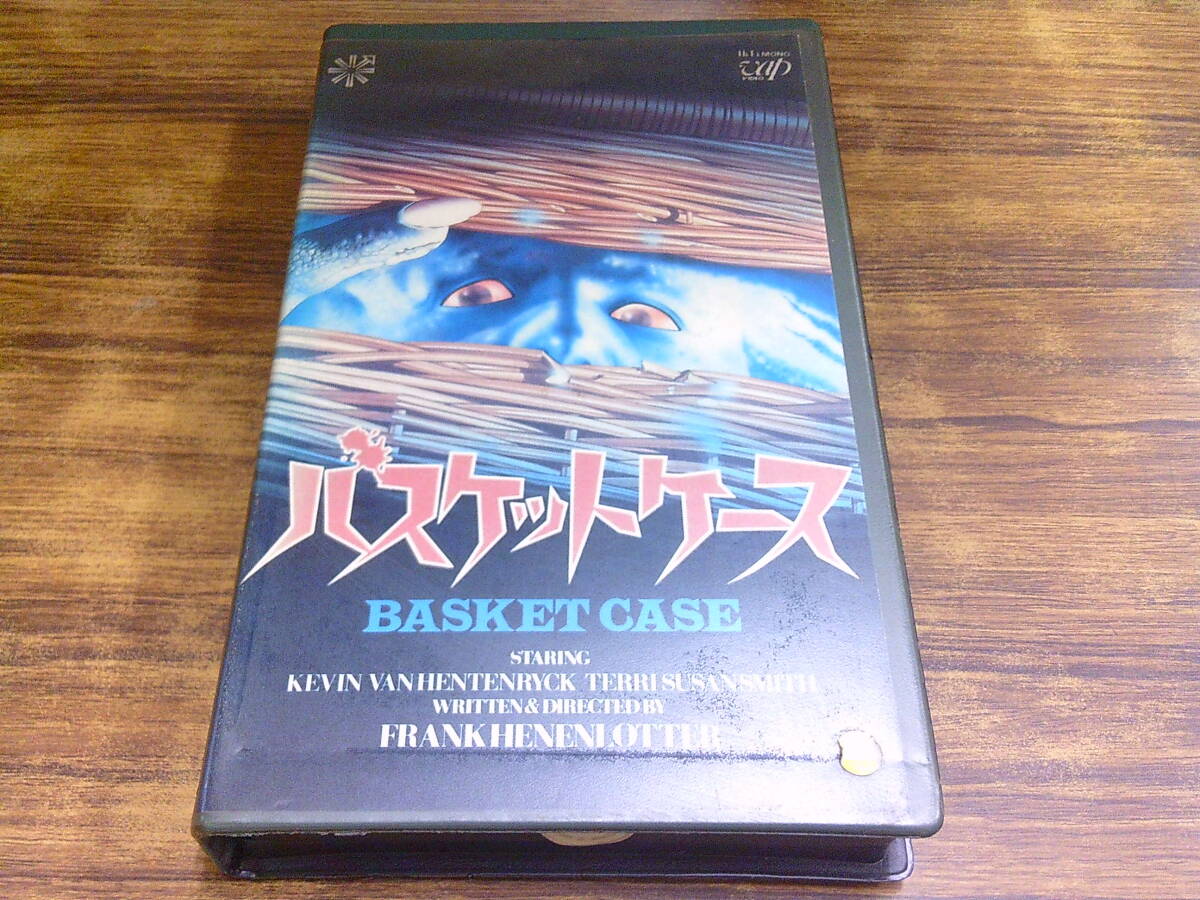 バスケットケース
BASKET CASE
STARING
KEVIN VAN HENTENRYCK TERRI SUSAN SMITH
WRITTEN & DIRECTED BY
FRANK HENENLOTTER